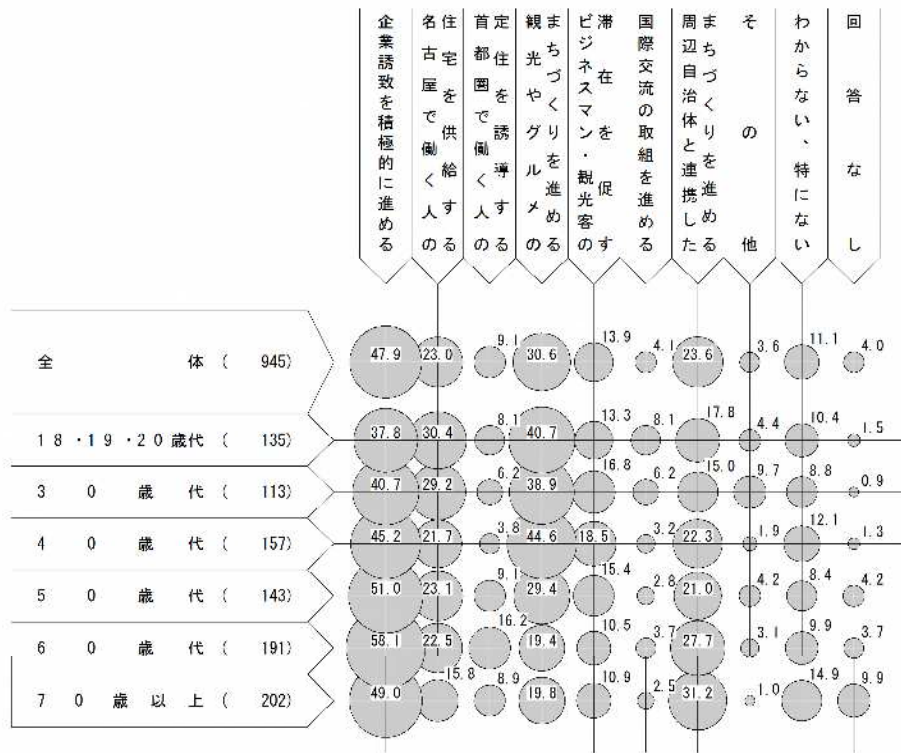 企業誘致を積極的に進める
名古屋で働く人の
住宅を供給する
首都圏で働く人の
定住を誘導する
観光やグルメの
まちづくりを進める
ビジネスマン・観光客の
滞在を促す
国際交流の取組を進める
周辺自治体と連携した
まちづくりを進める
その他
わからない、特にない
回答なし
全体 ( 945) 47.9 23.0 9.1 30.6 13.9 4.1 23.6 3.6 11.1 4.0
18・19・20歳代 ( 135) 37.8 30.4 8.1 40.7 13.3 8.1 17.8 4.4 10.4 1.5
30歳代 ( 113) 40.7 29.2 6.2 38.9 16.8 6.2 15.0 9.7 8.8 0.9
40歳代 ( 157) 45.2 21.7 3.8 44.6 18.5 3.2 22.3 1.9 12.1 1.3
50歳代 ( 143) 51.0 23.1 9.1 29.4 15.4 2.8 21.0 4.2 8.4 4.2
60歳代 ( 191) 58.1 22.5 16.2 19.4 10.5 3.7 27.7 3.1 9.9 3.7
70歳以上 ( 202) 49.0 15.8 8.9 19.8 10.9 2.5 31.2 1.0 14.9 9.9